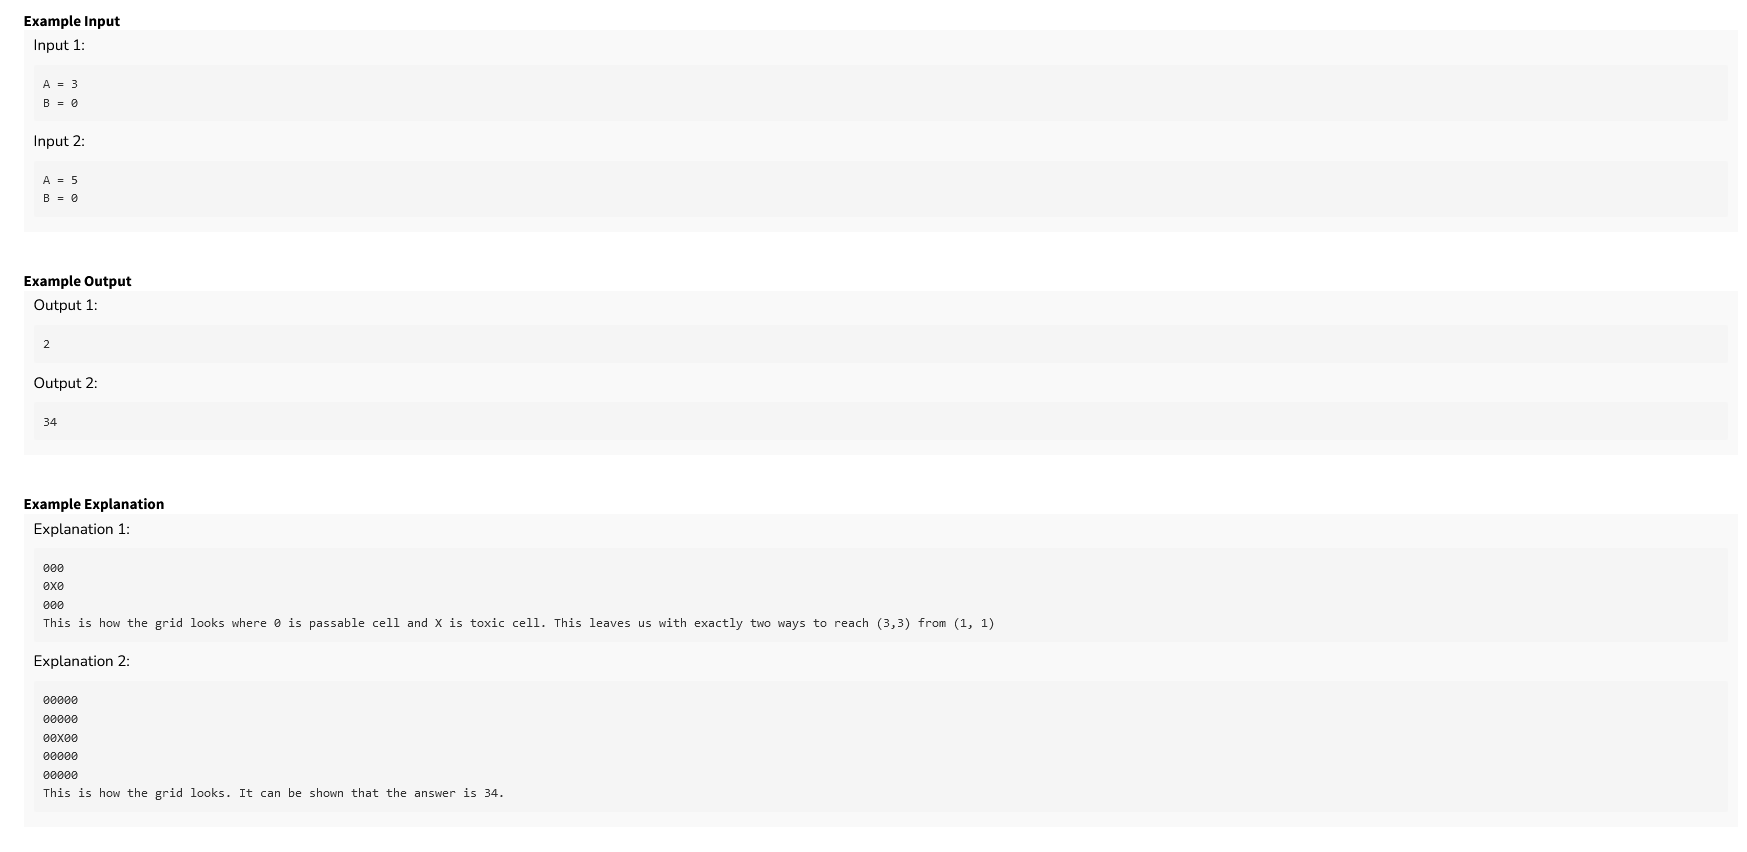 Example Input
Input 1:
A = 3
B = 0
Input 2:
A = 5
B = 0
Example Output
Output 1:
2
Output 2:
34
Example Explanation
Explanation 1:
000
0X0
000
This is how the grid looks where 0 is passable cell and X is toxic cell. This leaves us with exactly two ways to reach (3,3) from (1, 1)
Explanation 2:
00000
00000
00X00
00000
00000
This is how the grid looks. It can be shown that the answer is 34.